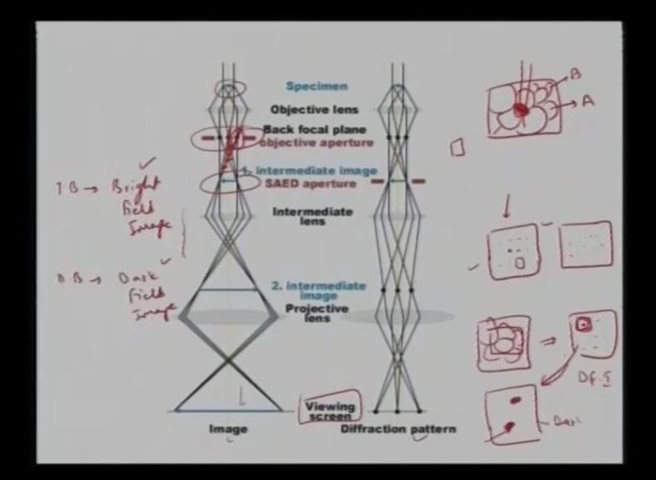 Specimen
Objective lens
Back focal plane
objective aperture
1. intermediate image
SAED aperture
Intermediate
lens
2. intermediate
image
Projective
lens
Viewing
screen
Image
Diffraction pattern
T.B → Bright
Field
Image
D.B → Dark
Field
Image
B
A
DF.I